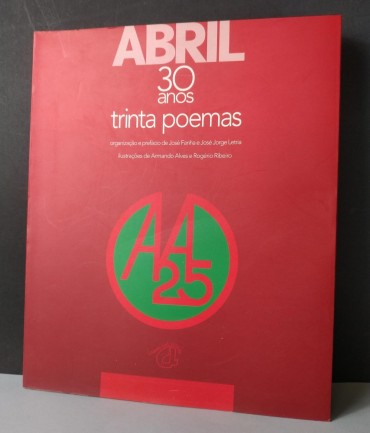 ABRIL
30
anos
trinta poemas
organização e prefácio de José Fanha e José Jorge Letria
ilustrações de Armando Alves e Rogério Ribeiro
AA25